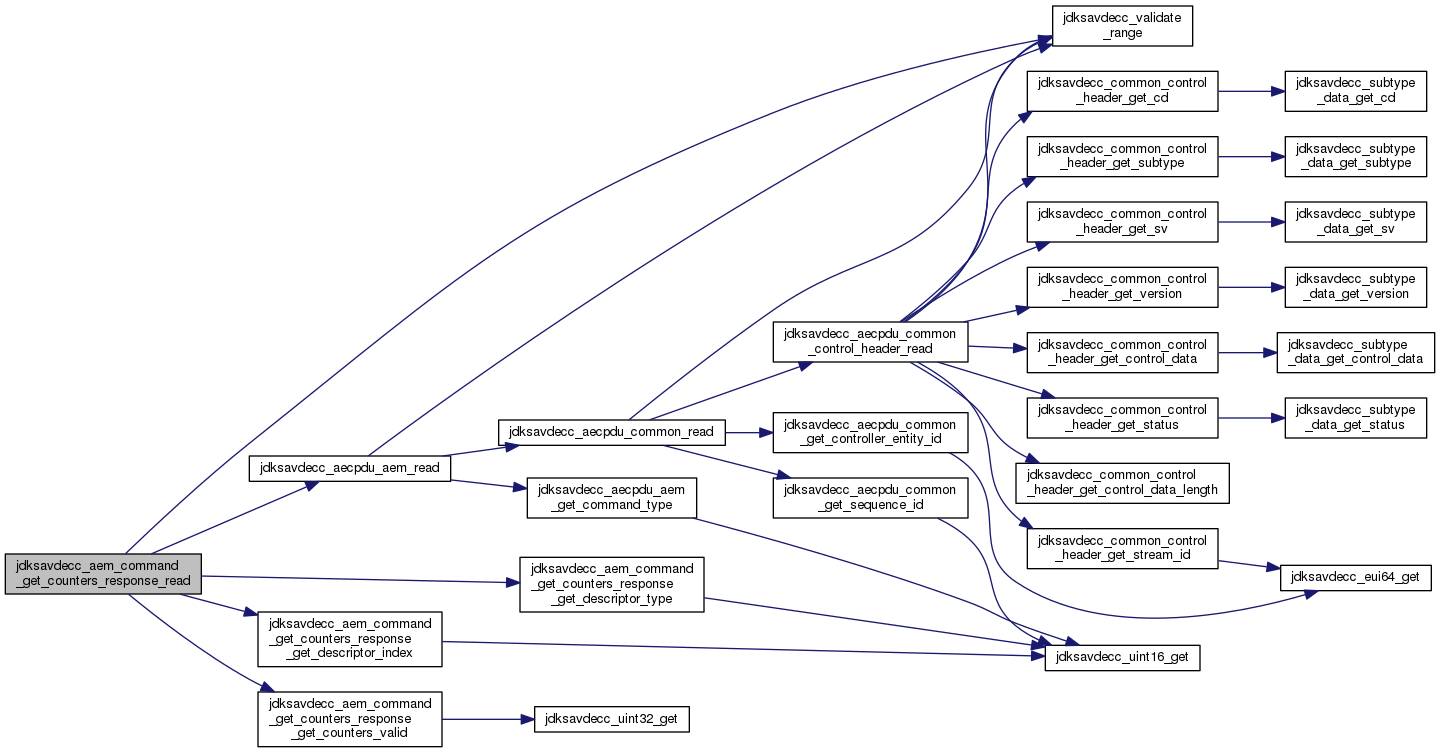 jdksavdecc_aem_command
_get_counters_response_read
jdksavdecc_aecpdu_aem_read
jdksavdecc_aem_command
_get_counters_response
_get_descriptor_index
jdksavdecc_aem_command
_get_counters_response
_get_counters_valid
jdksavdecc_aecpdu_common_read
jdksavdecc_aecpdu_aem
_get_command_type
jdksavdecc_aem_command
_get_counters_response
_get_descriptor_type
jdksavdecc_uint32_get
jdksavdecc_aecpdu_common
_control_header_read
jdksavdecc_aecpdu_common
_get_controller_entity_id
jdksavdecc_aecpdu_common
_get_sequence_id
jdksavdecc_validate
_range
jdksavdecc_common_control
_header_get_cd
jdksavdecc_common_control
_header_get_subtype
jdksavdecc_common_control
_header_get_sv
jdksavdecc_common_control
_header_get_version
jdksavdecc_common_control
_header_get_control_data
jdksavdecc_common_control
_header_get_status
jdksavdecc_common_control
_header_get_control_data_length
jdksavdecc_common_control
_header_get_stream_id
jdksavdecc_uint16_get
jdksavdecc_subtype
_data_get_cd
jdksavdecc_subtype
_data_get_subtype
jdksavdecc_subtype
_data_get_sv
jdksavdecc_subtype
_data_get_version
jdksavdecc_subtype
_data_get_control_data
jdksavdecc_subtype
_data_get_status
jdksavdecc_eui64_get